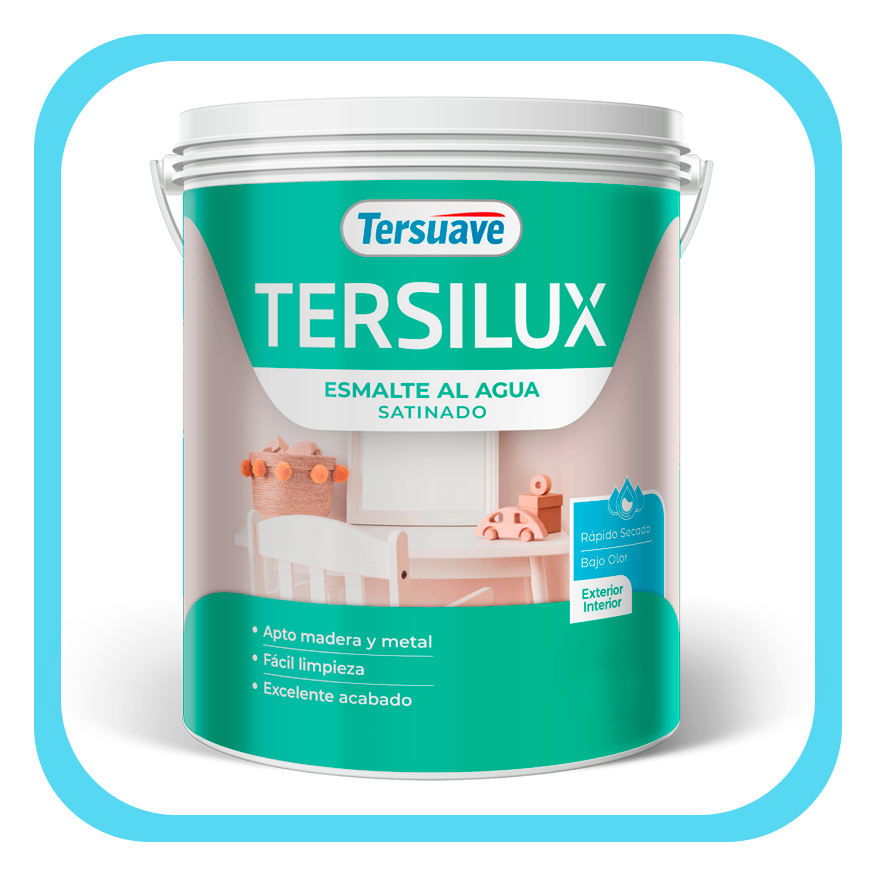 Tersuave
TERSILUX
ESMALTE AL AGUA
SATINADO
Rápido Secado
Bajo Olor
Exterior
Interior
• Apto madera y metal
• Fácil limpieza
• Excelente acabado